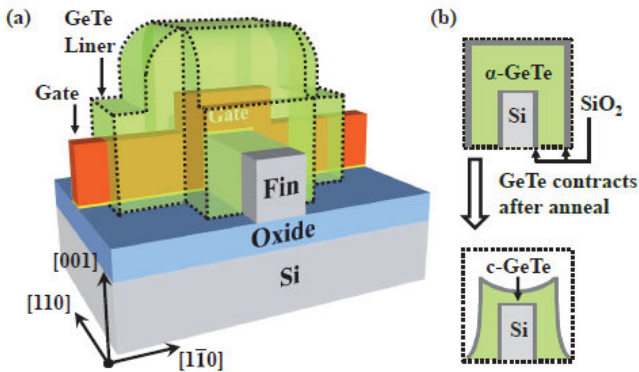 (a)
GeTe
Liner
Gate
Gate
Fin
Oxide
Si
[001]
[110]
[11̅0]
(b)
α-GeTe
Si
SiO₂
GeTe contracts
after anneal
c-GeTe
Si